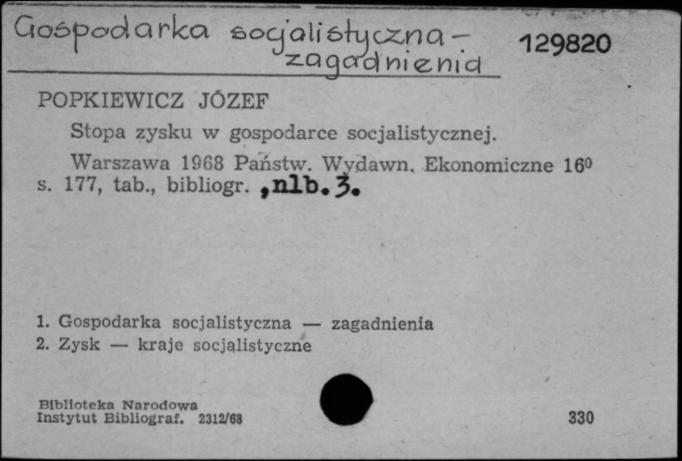 Gospodarka socjalistyczna –
zagadnienia
129820
POPKIEWICZ JÓZEF
Stopa zysku w gospodarce socjalistycznej.
Warszawa 1968 Państw. Wydawn. Ekonomiczne 16⁰
s. 177, tab., bibliogr. ,nlb.3.
1. Gospodarka socjalistyczna — zagadnienia
2. Zysk — kraje socjalistyczne
Biblioteka Narodowa
Instytut Bibliograf. 2312/68
330